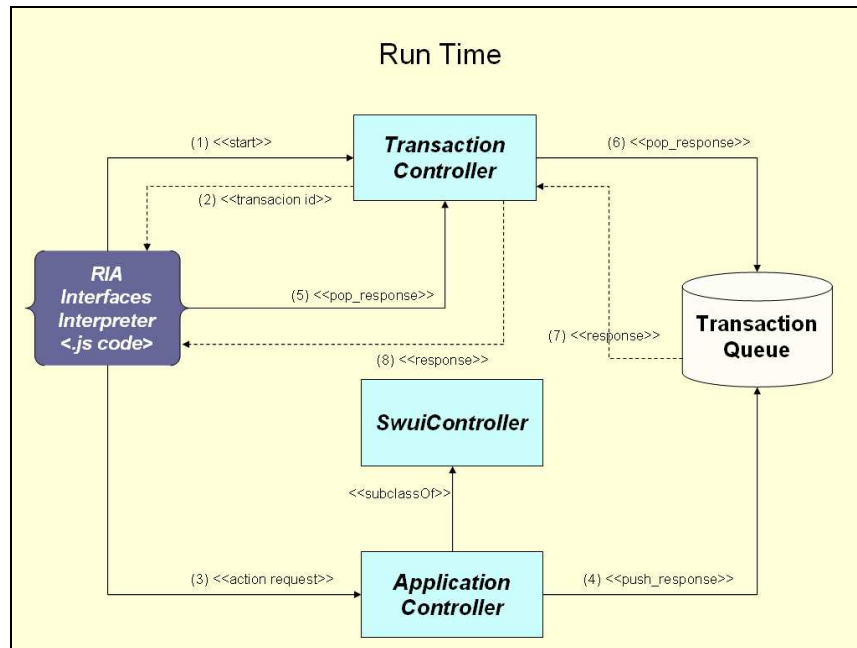 Run Time
(1) <<start>>
Transaction
Controller
(6) <<pop_response>>
(2) <<transacion id>>
RIA
Interfaces
Interpreter
<.js code>
(5) <<pop_response>>
Transaction
Queue
(7) <<response>>
(8) <<response>>
SwuiController
<<subclassOf>>
(3) <<action request>>
Application
Controller
(4) <<push_response>>